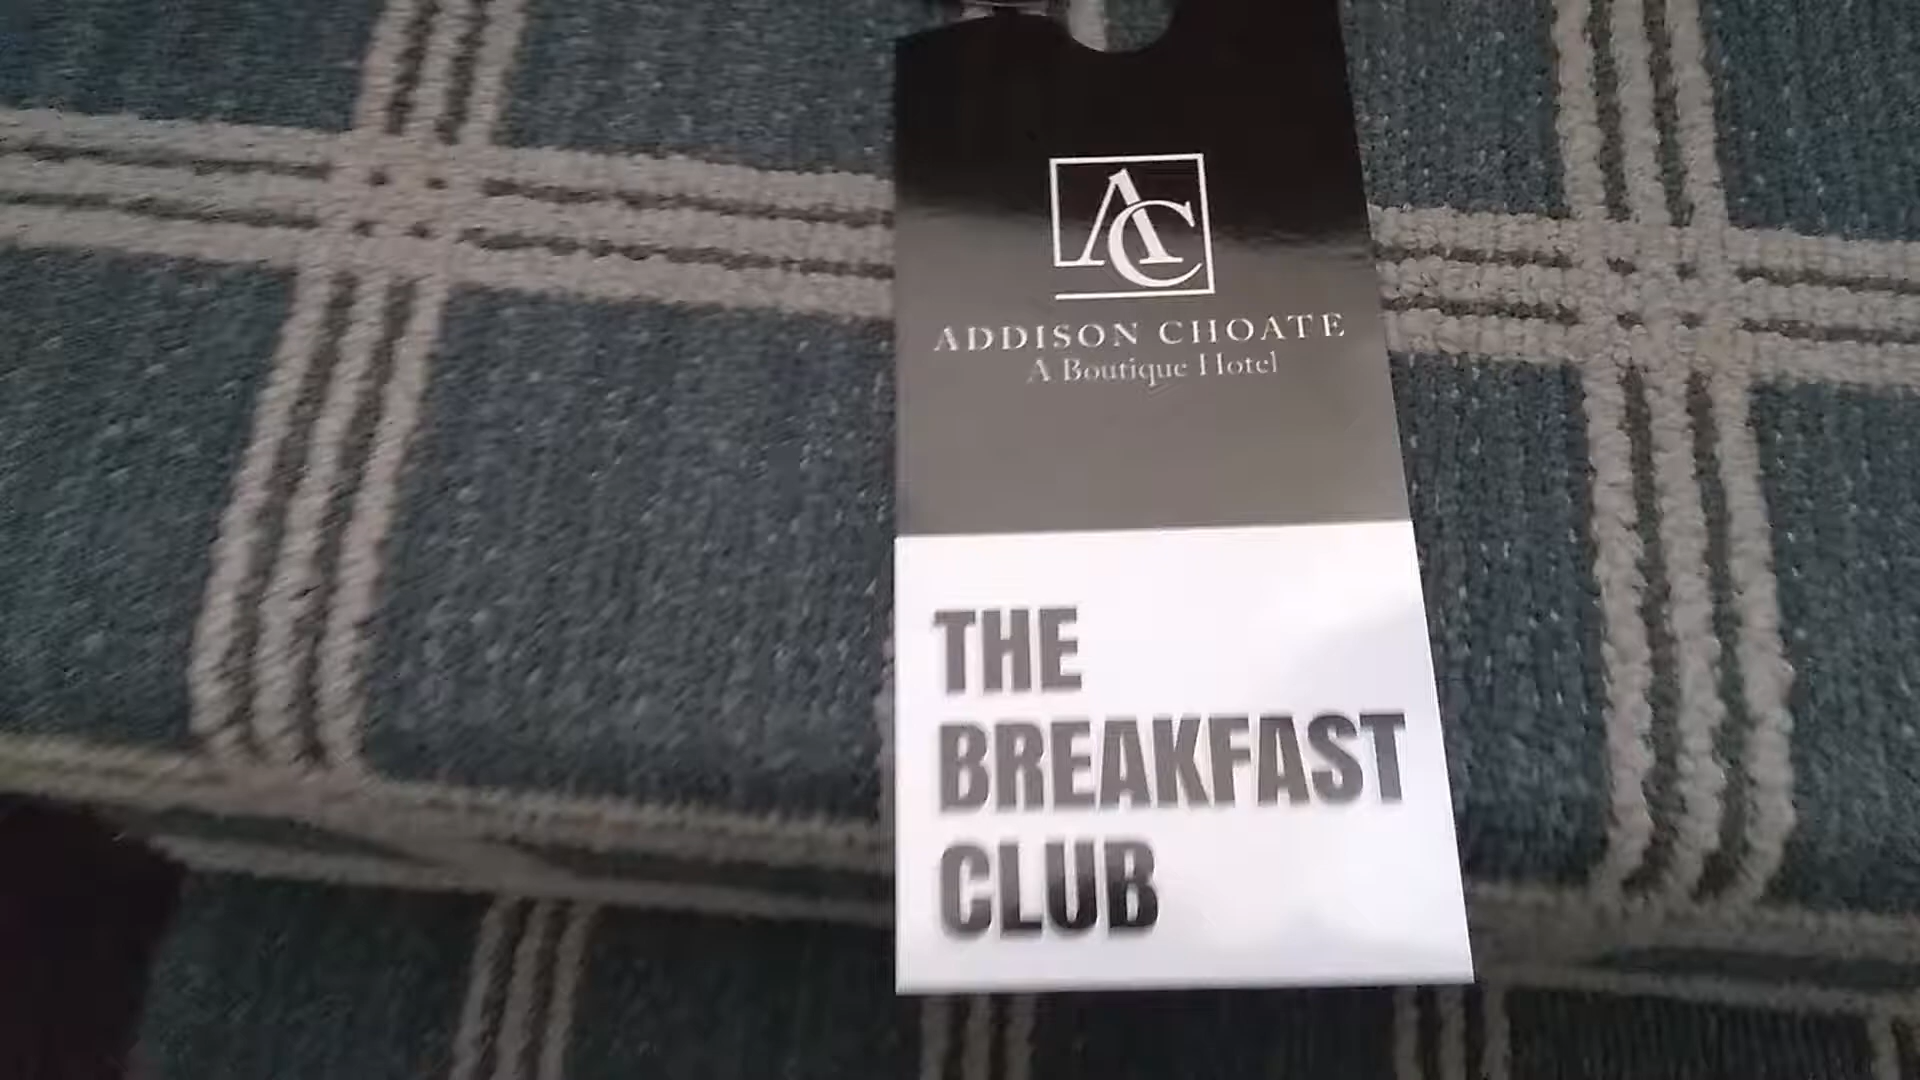 AC
ADDISON CHOATE
A Boutique Hotel
THE
BREAKFAST
CLUB